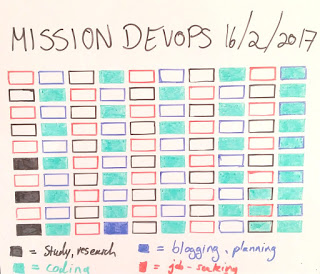 MISSION DEVOPS 16/2/2017
= Study, research
= blogging, planning
= coding
= job-seeking